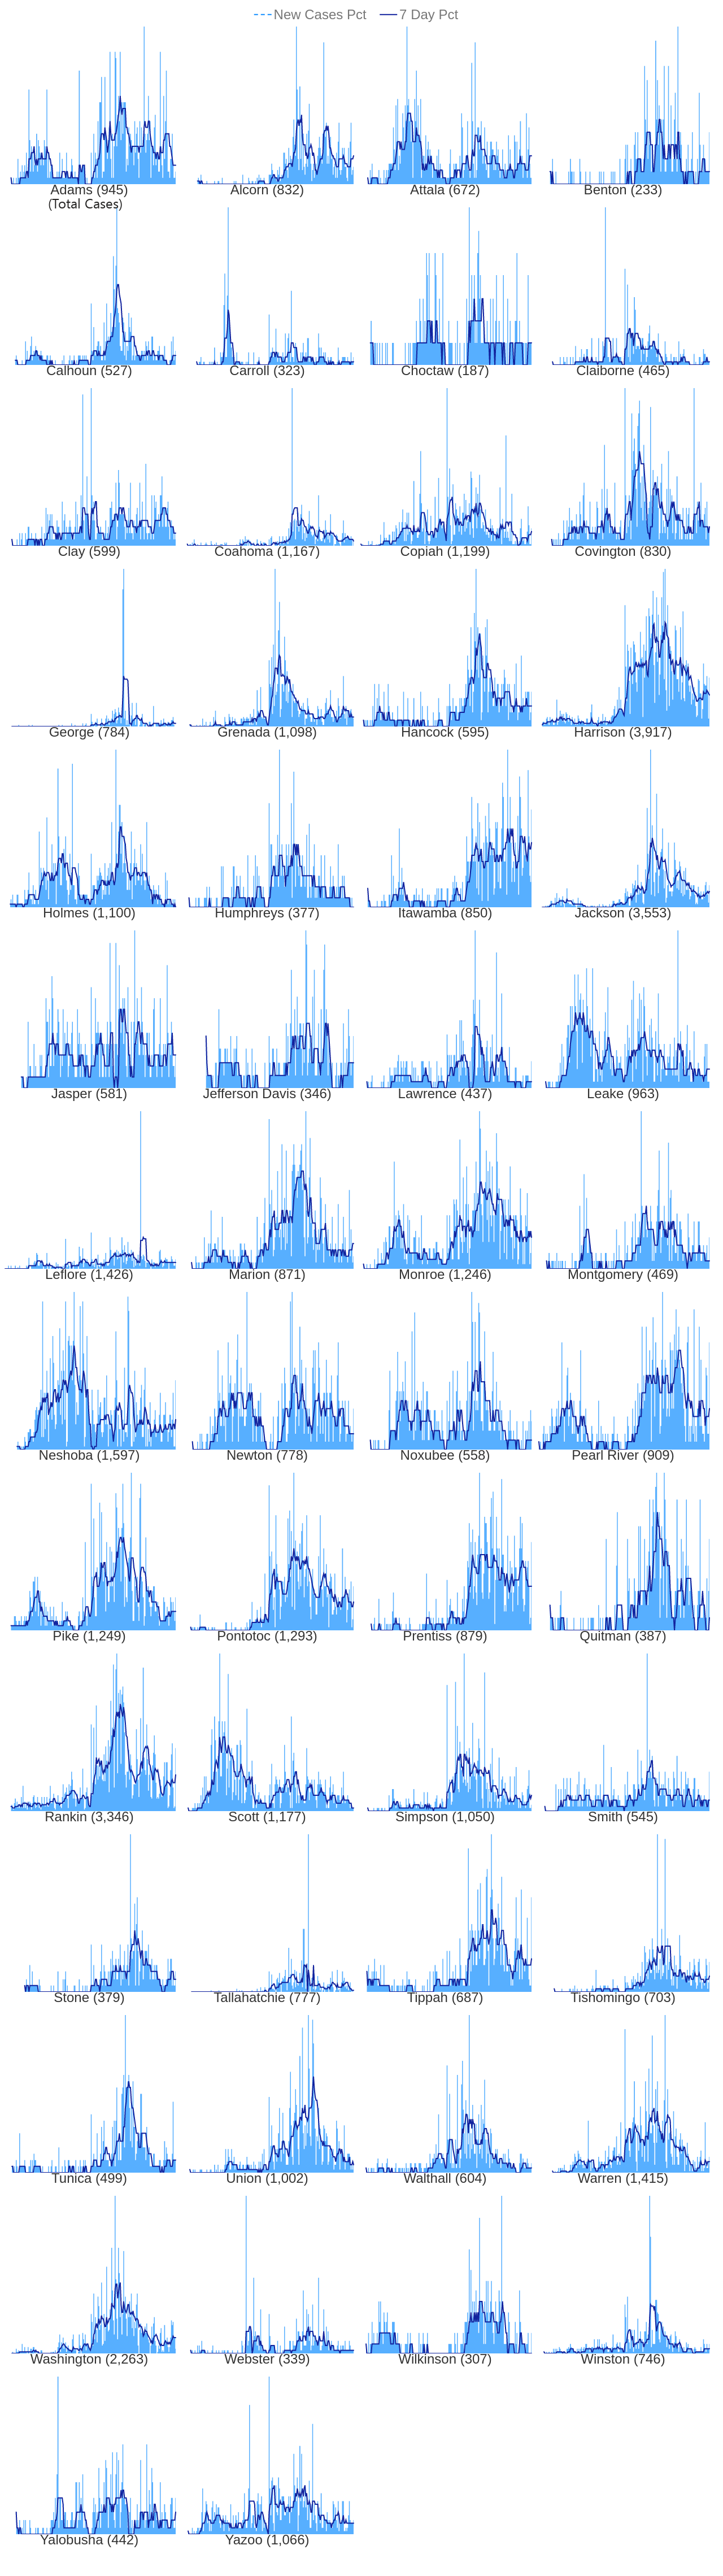 New Cases Pct 7 Day Pct
Adams (945) Alcorn (832) Attala (672) Benton (233)
(Total Cases)
Calhoun (527) Carroll (323) Choctaw (187) Claiborne (465)
Clay (599) Coahoma (1,167) Copiah (1,199) Covington (830)
George (784) Grenada (1,098) Hancock (595) Harrison (3,917)
Holmes (1,100) Humphreys (377) Itawamba (850) Jackson (3,553)
Jasper (581) Jefferson Davis (346) Lawrence (437) Leake (963)
Leflore (1,426) Marion (871) Monroe (1,246) Montgomery (469)
Neshoba (1,597) Newton (778) Noxubee (558) Pearl River (909)
Pike (1,249) Pontotoc (1,293) Prentiss (879) Quitman (387)
Rankin (3,346) Scott (1,177) Simpson (1,050) Smith (545)
Stone (379) Tallahatchie (777) Tippah (687) Tishomingo (703)
Tunica (499) Union (1,002) Walthall (604) Warren (1,415)
Washington (2,263) Webster (339) Wilkinson (307) Winston (746)
Yalobusha (442) Yazoo (1,066)